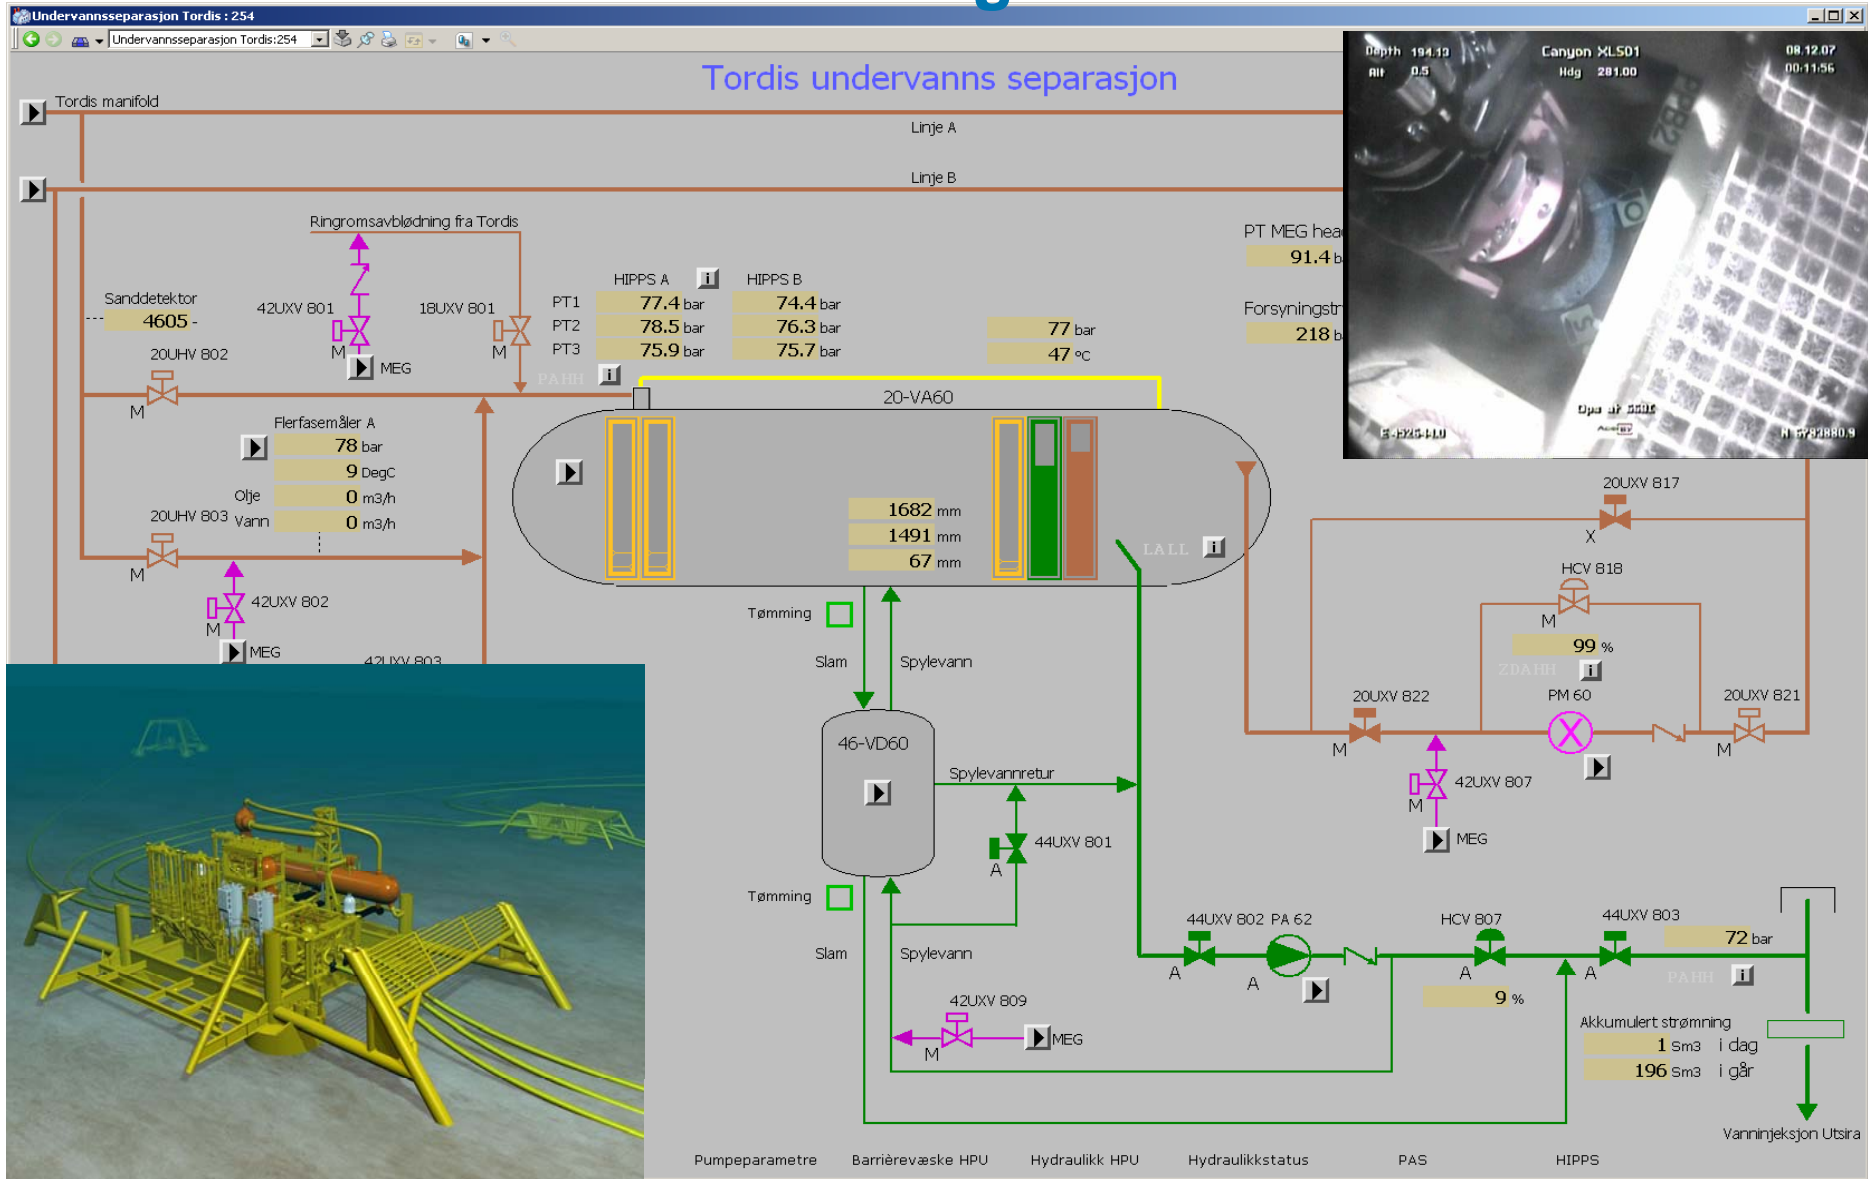 Undervannsseparasjon Tordis : 254
Undervannsseparasjon Tordis:254
Tordis undervanns separasjon
Depth 194.13
Alt 0.5
Canyon XLS01
Hdg 281.00
08.12.07
00:11:56
PPB2
Tordis manifold
Linje A
Linje B
Ringromsavblødning fra Tordis
PT MEG hea
91.4 b
HIPPS A i HIPPS B
Sanddetektor
4605 -
42UXV 801
18UXV 801
PT1 77.4 bar 74.4 bar
PT2 78.5 bar 76.3 bar
PT3 75.9 bar 75.7 bar
77 bar
47 °C
Forsyningstr
218 b
M
M
MEG
20UHV 802
M
PAHH i
20-VA60
Flerfasemåler A
78 bar
9 DegC
Olje 0 m3/h
Vann 0 m3/h
20UHV 803
M
1682 mm
1491 mm
67 mm
LALL i
20UXV 817
X
HCV 818
M
99 %
ZDAHH i
42UXV 802
M
MEG
42UXV 803
Tømming
Slam
Spylevann
20UXV 822
M
PM 60
X
20UXV 821
M
46-VD60
Spylevannretur
42UXV 807
M
MEG
44UXV 801
A
Tømming
Slam
Spylevann
44UXV 802 PA 62
A
A
HCV 807
A
9 %
44UXV 803
A
72 bar
PAHH i
42UXV 809
M
MEG
Akkumulert strømning
1 Sm3 i dag
196 Sm3 i går
Vanninjeksjon Utsira
Pumpeparametre Barrièrevæske HPU Hydraulikk HPU Hydraulikkstatus PAS HIPPS